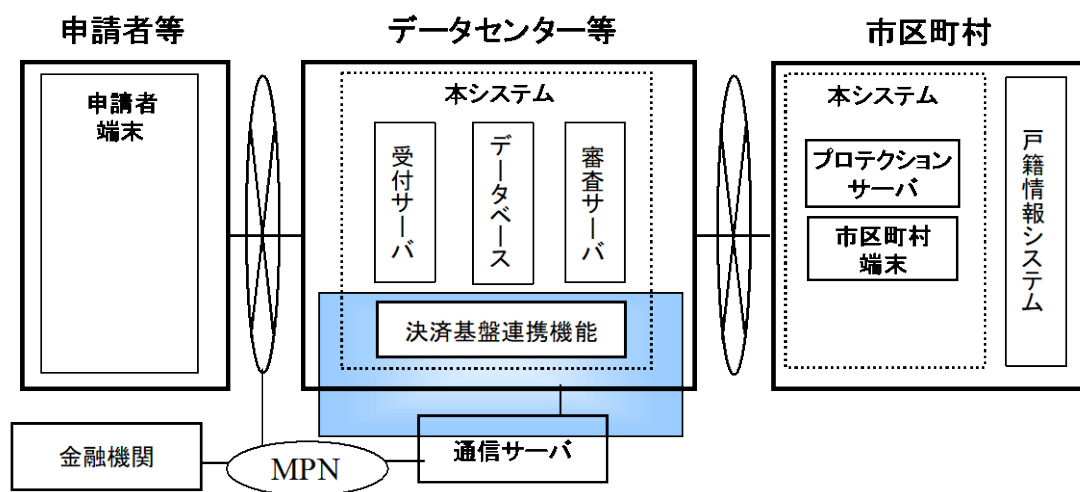 申請者等
データセンター等
市区町村
申請者
端末
本システム
受付サーバ
データベース
審査サーバ
決済基盤連携機能
本システム
プロテクション
サーバ
市区町村
端末
戸籍情報システム
金融機関
MPN
通信サーバ